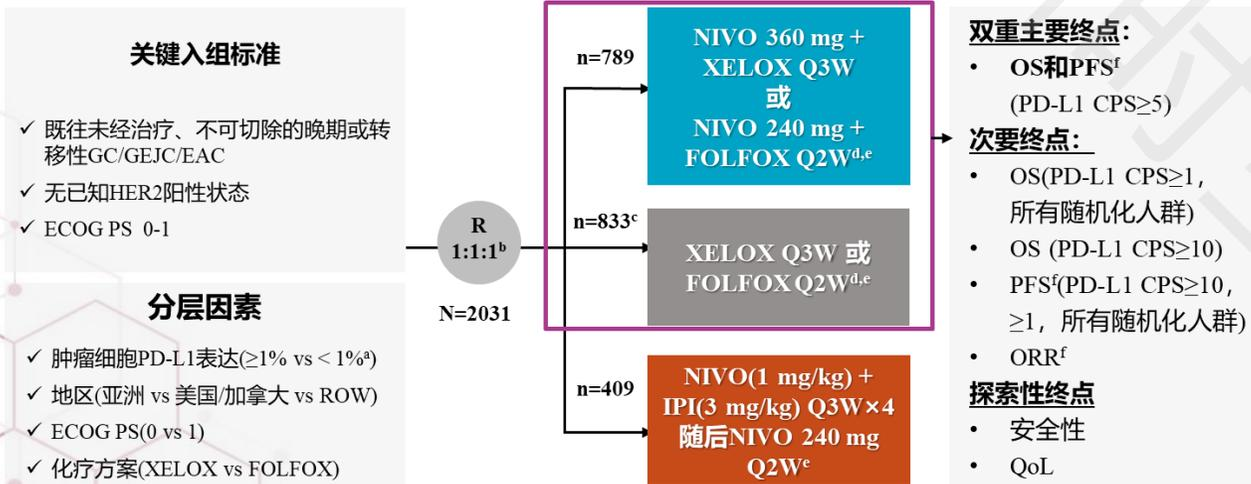 关键入组标准
✓ 既往未经治疗、不可切除的晚期或转
移性GC/GEJC/EAC
✓ 无已知HER2阳性状态
✓ ECOG PS 0-1
分层因素
✓ 肿瘤细胞PD-L1表达(≥1% vs < 1%ᵃ)
✓ 地区(亚洲 vs 美国/加拿大 vs ROW)
✓ ECOG PS(0 vs 1)
✓ 化疗方案(XELOX vs FOLFOX)
R
1:1:1ᵇ
N=2031
n=789
NIVO 360 mg +
XELOX Q3W
或
NIVO 240 mg +
FOLFOX Q2Wᵈ,ᵉ
n=833ᶜ
XELOX Q3W 或
FOLFOX Q2Wᵈ,ᵉ
n=409
NIVO(1 mg/kg) +
IPI(3 mg/kg) Q3W×4
随后NIVO 240 mg
Q2Wᵉ
双重主要终点：
• OS和PFSᶠ
(PD-L1 CPS≥5)
次要终点：
• OS(PD-L1 CPS≥1，
所有随机化人群)
• OS (PD-L1 CPS≥10)
• PFSᶠ(PD-L1 CPS≥10，
≥1，所有随机化人群)
• ORRᶠ
探索性终点
• 安全性
• QoL